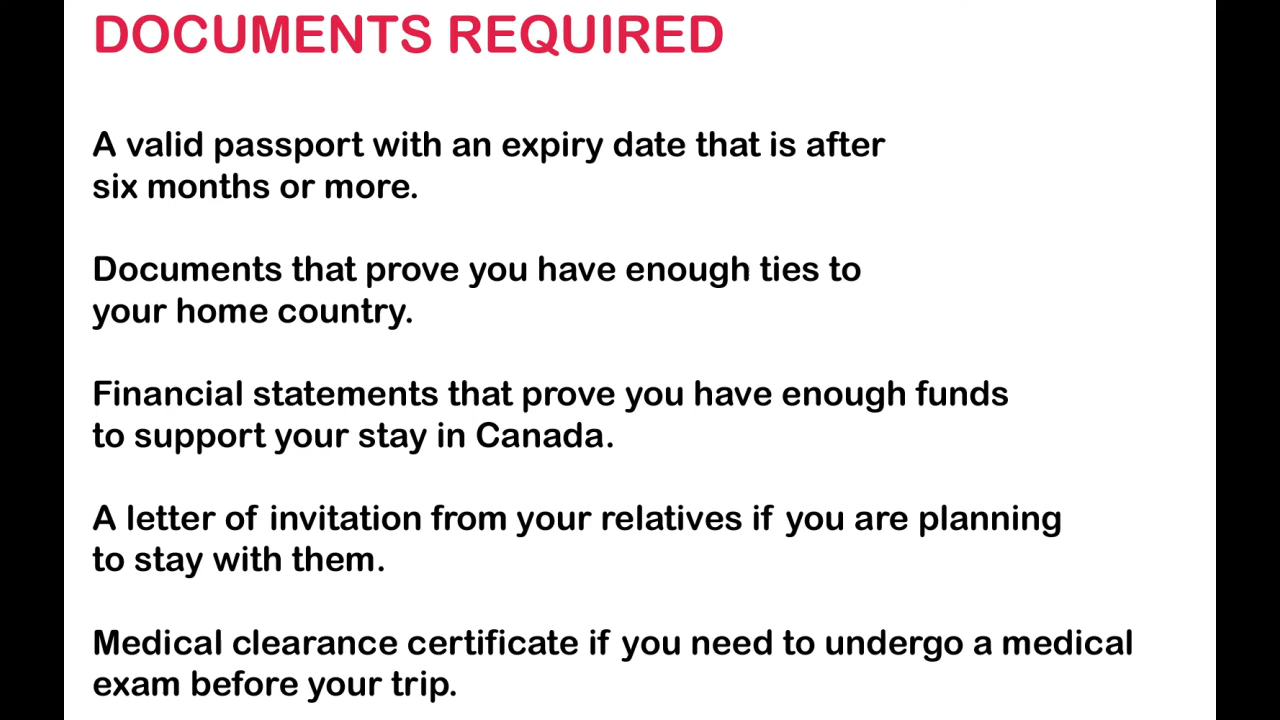 DOCUMENTS REQUIRED
A valid passport with an expiry date that is after
six months or more.
Documents that prove you have enough ties to
your home country.
Financial statements that prove you have enough funds
to support your stay in Canada.
A letter of invitation from your relatives if you are planning
to stay with them.
Medical clearance certificate if you need to undergo a medical
exam before your trip.